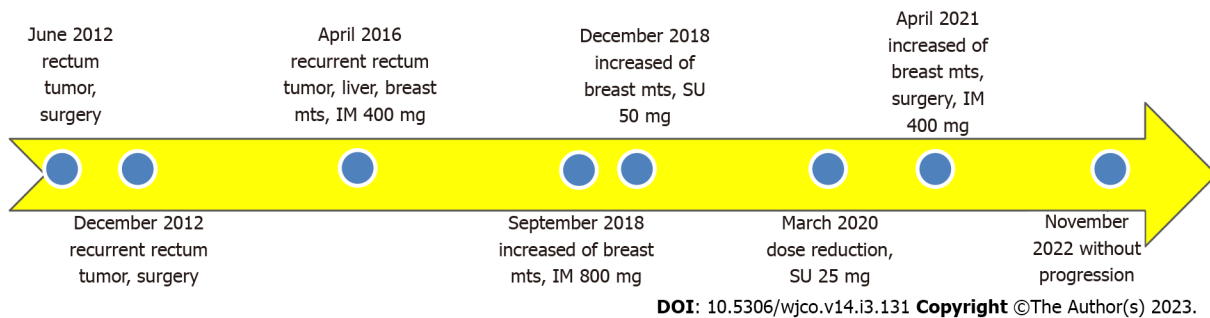 June 2012
rectum
tumor,
surgery
December 2012
recurrent rectum
tumor, surgery
April 2016
recurrent rectum
tumor, liver, breast
mts, IM 400 mg
September 2018
increased of breast
mts, IM 800 mg
December 2018
increased of
breast mts, SU
50 mg
March 2020
dose reduction,
SU 25 mg
April 2021
increased of
breast mts,
surgery, IM
400 mg
November
2022 without
progression
DOI: 10.5306/wjco.v14.i3.131 Copyright ©The Author(s) 2023.